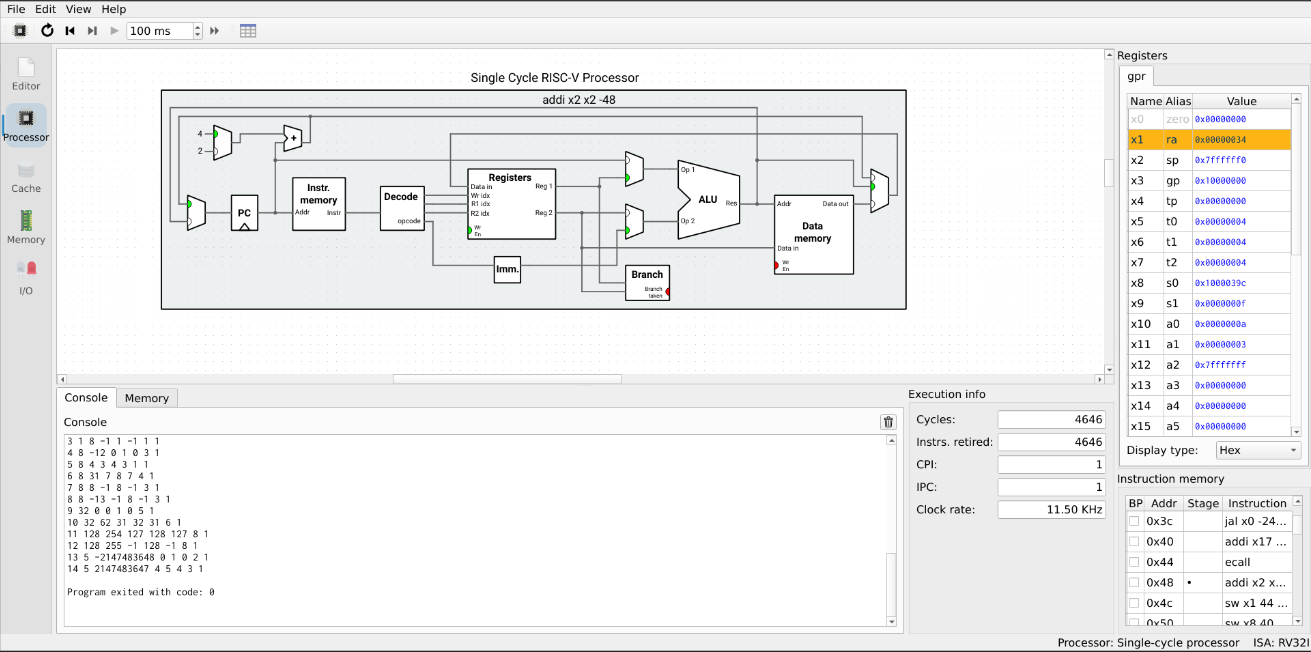 File Edit View Help
100 ms
Editor
Processor
Cache
Memory
I/O
Single Cycle RISC-V Processor
addi x2 x2 -48
4
2
+
PC
Instr. memory
Addr
Instr
Decode
opcode
Registers
Data in
Wr idx
R1 idx
R2 idx
Wr En
Reg 1
Reg 2
Imm.
Branch
Branch taken
Op 1
ALU
Res
Op 2
Addr
Data out
Data memory
Data in
Wr En
Console Memory
Console
3 1 8 -1 1 -1 1 1
4 8 -12 0 1 0 3 1
5 8 4 3 4 3 1 1
6 8 31 7 8 7 4 1
7 8 8 -1 8 -1 3 1
8 8 -13 -1 8 -1 3 1
9 32 0 0 1 0 5 1
10 32 62 31 32 31 6 1
11 128 254 127 128 127 8 1
12 128 255 -1 128 -1 8 1
13 5 -2147483648 0 1 0 2 1
14 5 2147483647 4 5 4 3 1
Program exited with code: 0
Execution info
Cycles: 4646
Instrs. retired: 4646
CPI: 1
IPC: 1
Clock rate: 11.50 KHz
Registers
gpr
Name Alias Value
x0 zero 0x00000000
x1 ra 0x00000034
x2 sp 0x7ffffff0
x3 gp 0x10000000
x4 tp 0x00000000
x5 t0 0x00000004
x6 t1 0x00000004
x7 t2 0x00000004
x8 s0 0x1000039c
x9 s1 0x0000000f
x10 a0 0x0000000a
x11 a1 0x00000003
x12 a2 0x7fffffff
x13 a3 0x00000000
x14 a4 0x00000000
x15 a5 0x00000000
Display type: Hex
Instruction memory
BP Addr Stage Instruction
0x3c jal x0 -24...
0x40 addi x17 ...
0x44 ecall
0x48 • addi x2 x...
0x4c sw x1 44 ...
0x50 sw x8 40
Processor: Single-cycle processor ISA: RV32I